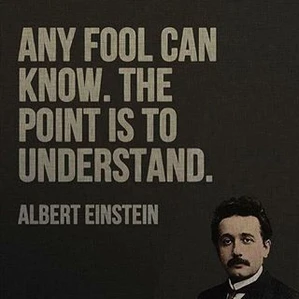 ANY FOOL CAN
KNOW. THE
POINT IS TO
UNDERSTAND.
ALBERT EINSTEIN